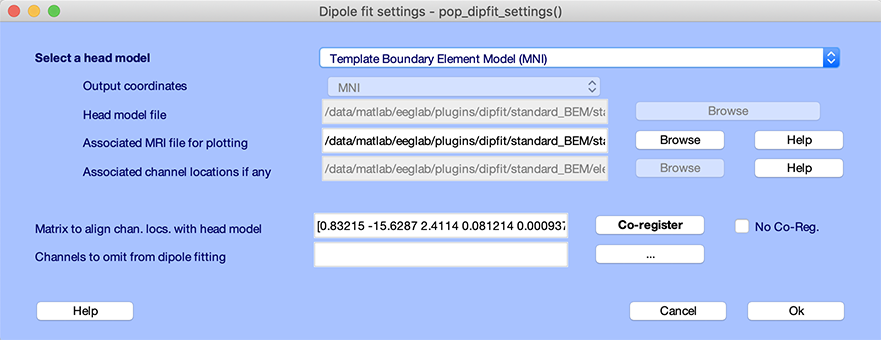 Dipole fit settings - pop_dipfit_settings()
Select a head model Template Boundary Element Model (MNI)
Output coordinates MNI
Head model file /data/matlab/eeglab/plugins/dipfit/standard_BEM/sta Browse
Associated MRI file for plotting /data/matlab/eeglab/plugins/dipfit/standard_BEM/sta Browse Help
Associated channel locations if any /data/matlab/eeglab/plugins/dipfit/standard_BEM/ele Browse Help
Matrix to align chan. locs. with head model [0.83215 -15.6287 2.4114 0.081214 0.000937 Co-register No Co-Reg.
Channels to omit from dipole fitting ...
Help Cancel Ok